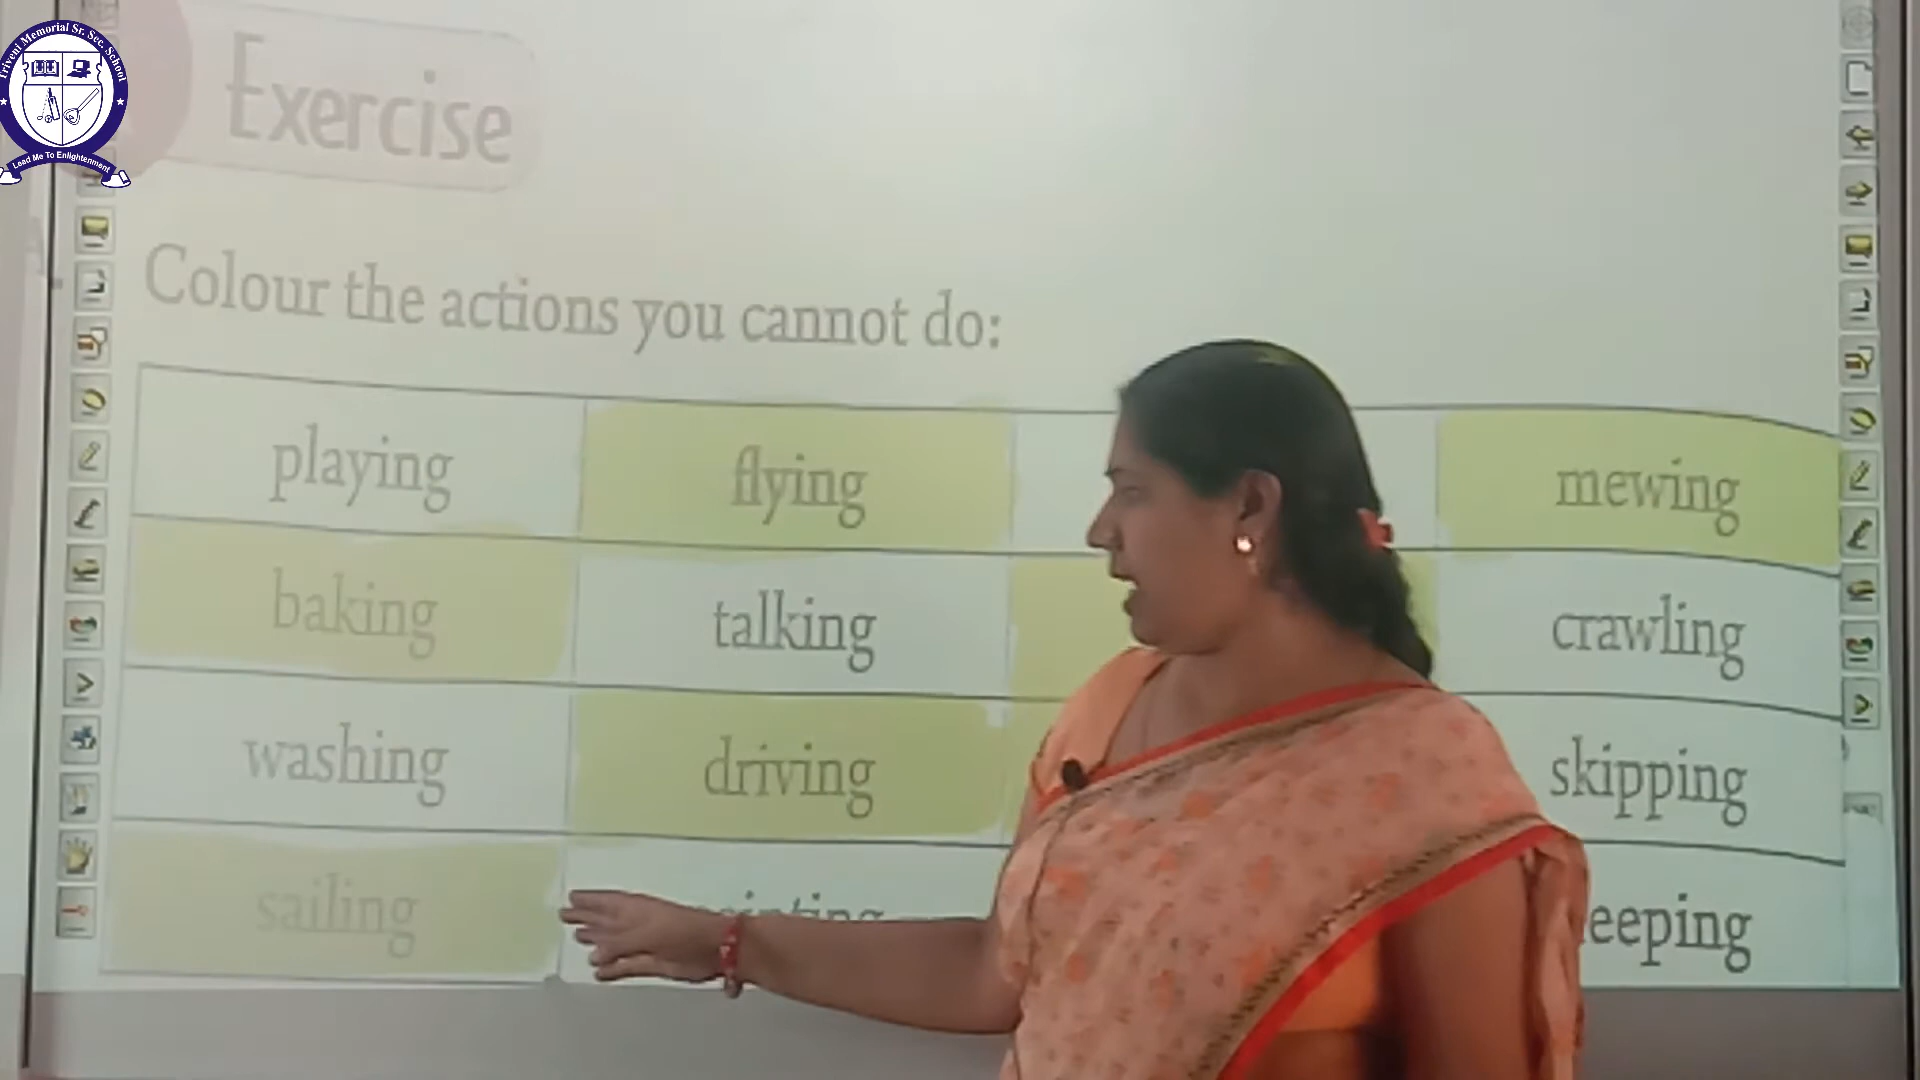 Triveni Memorial Sr. Sec. School
Lead Me To Enlightenment
Exercise
Colour the actions you cannot do:
playing flying mewing
baking talking crawling
washing driving skipping
sailing eeping